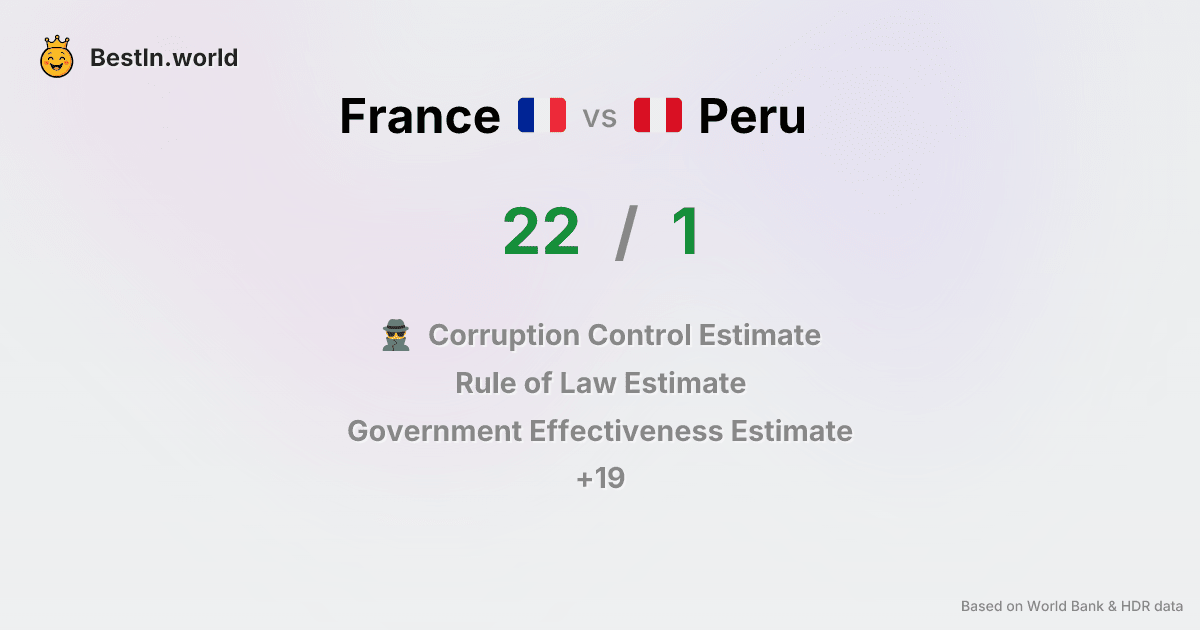 BestIn.world
France vs Peru
22 / 1
Corruption Control Estimate
Rule of Law Estimate
Government Effectiveness Estimate
+19
Based on World Bank & HDR data